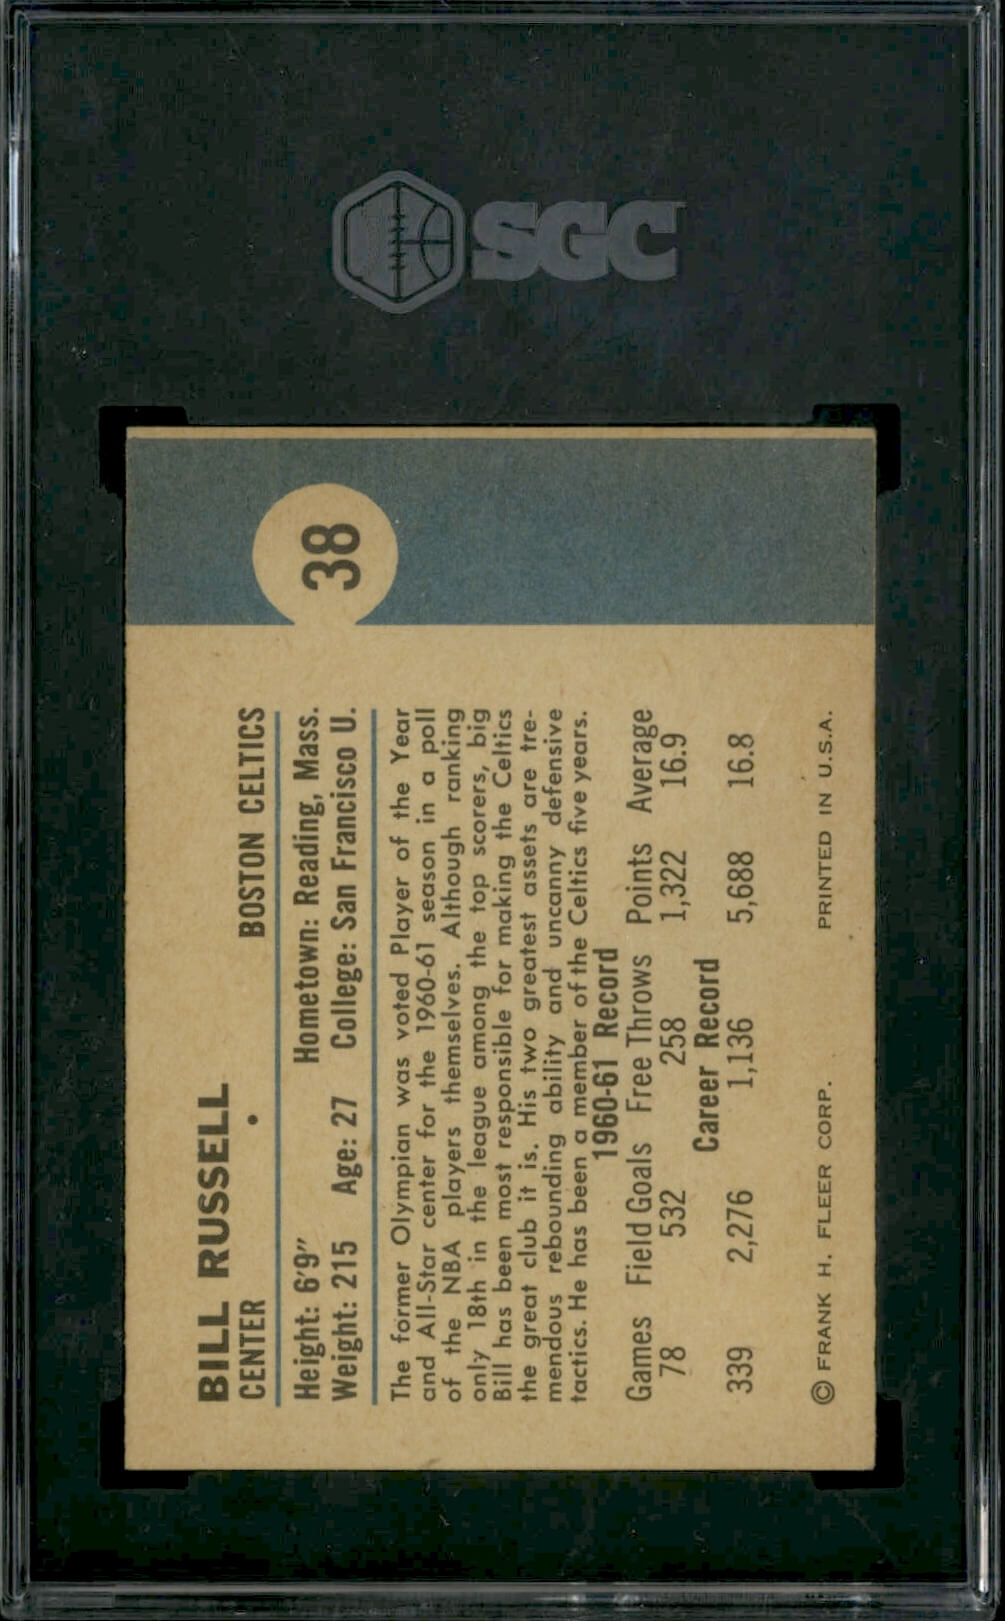 SGC
38
BILL RUSSELL
CENTER • BOSTON CELTICS
Height: 6'9" Hometown: Reading, Mass.
Weight: 215 Age: 27 College: San Francisco U.
The former Olympian was voted Player of the Year
and All-Star center for the 1960-61 season in a poll
of the NBA players themselves. Although ranking
only 18th in the league among the top scorers, big
Bill has been most responsible for making the Celtics
the great club it is. His two greatest assets are tre-
mendous rebounding ability and uncanny defensive
tactics. He has been a member of the Celtics five years.
1960-61 Record
Games Field Goals Free Throws Points Average
78 532 258 1,322 16.9
Career Record
339 2,276 1,136 5,688 16.8
© FRANK H. FLEER CORP. PRINTED IN U.S.A.